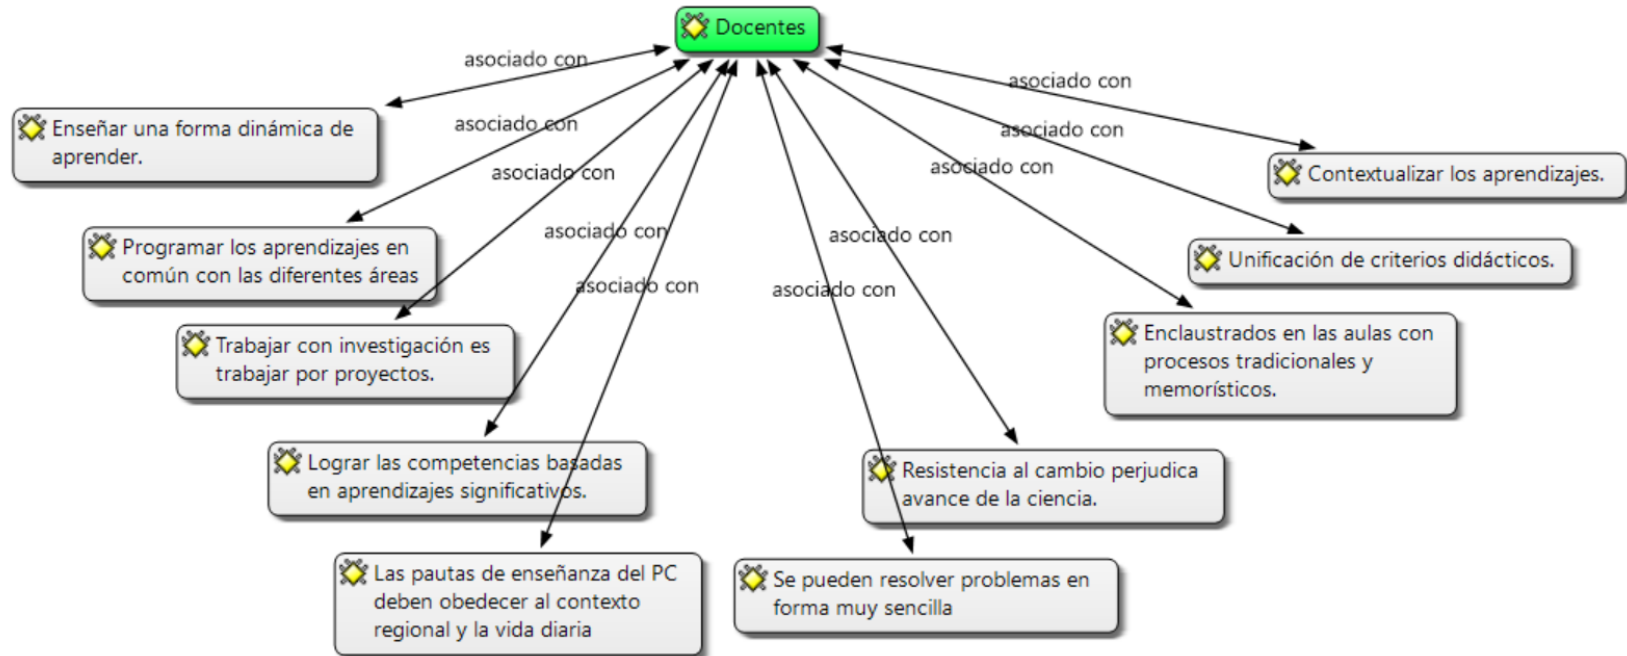 Docentes
asociado con
asociado con
Enseñar una forma dinámica de
aprender.
asociado con
asociado con
asociado con
asociado con
Contextualizar los aprendizajes.
asociado con
asociado con
Programar los aprendizajes en
común con las diferentes áreas
Unificación de criterios didácticos.
asociado con
asociado con
Trabajar con investigación es
trabajar por proyectos.
Enclaustrados en las aulas con
procesos tradicionales y
memorísticos.
Lograr las competencias basadas
en aprendizajes significativos.
Resistencia al cambio perjudica
avance de la ciencia.
Las pautas de enseñanza del PC
deben obedecer al contexto
regional y la vida diaria
Se pueden resolver problemas en
forma muy sencilla